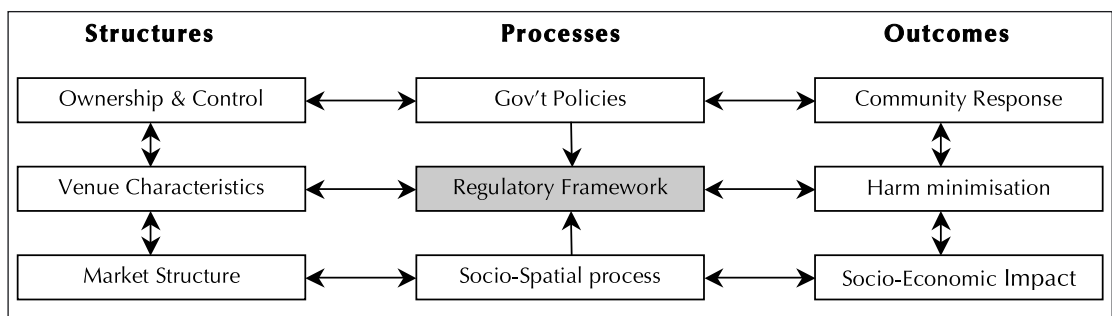 Structures Processes Outcomes
Ownership & Control Gov't Policies Community Response
Venue Characteristics Regulatory Framework Harm minimisation
Market Structure Socio-Spatial process Socio-Economic Impact